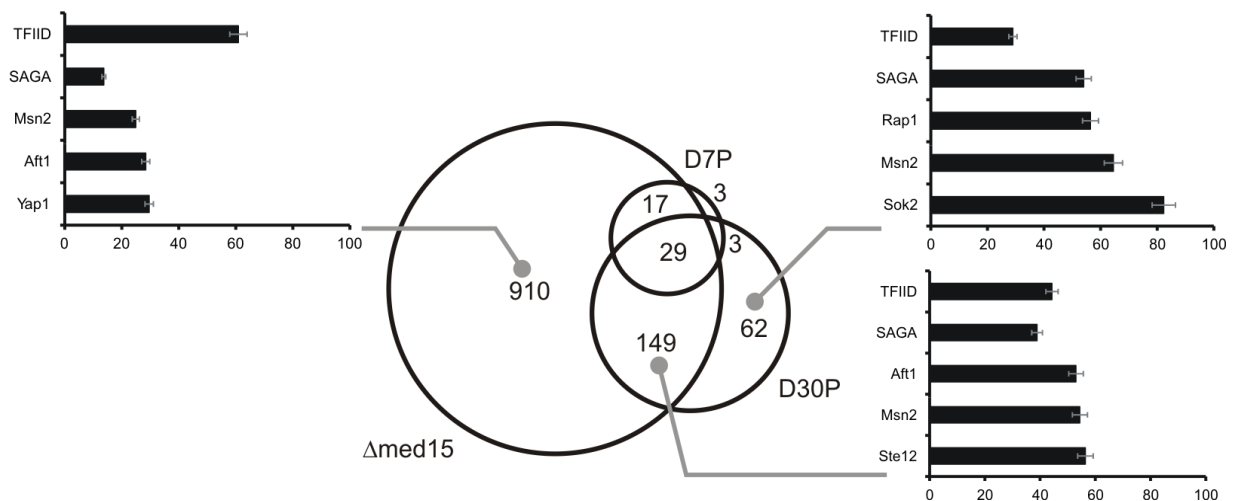 TFIID
SAGA
Msn2
Aft1
Yap1
0 20 40 60 80 100
D7P
3
17
3
29
910
149
62
D30P
Δmed15
TFIID
SAGA
Rap1
Msn2
Sok2
0 20 40 60 80 100
TFIID
SAGA
Aft1
Msn2
Ste12
0 20 40 60 80 100